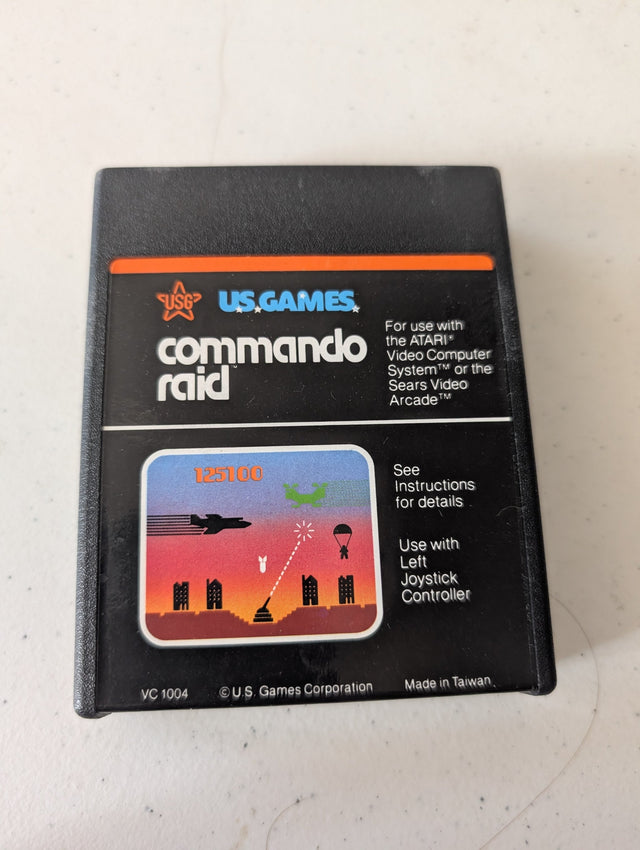 USG
U.S. GAMES
commando
raid™
For use with
the ATARI®
Video Computer
System™ or the
Sears Video
Arcade™
125100
See
Instructions
for details
Use with
Left
Joystick
Controller
VC 1004
© U.S. Games Corporation
Made in Taiwan